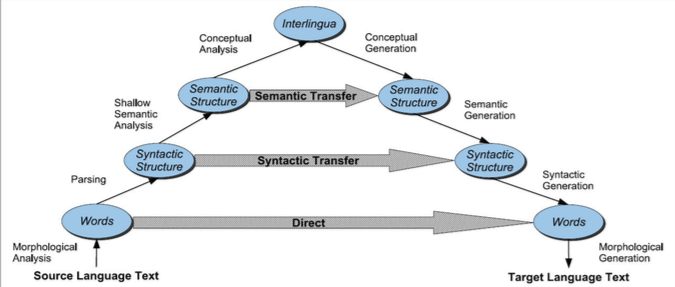 Interlingua
Conceptual
Analysis
Conceptual
Generation
Semantic
Structure
Semantic Transfer
Semantic
Structure
Shallow
Semantic
Analysis
Semantic
Generation
Syntactic
Structure
Syntactic Transfer
Syntactic
Structure
Parsing
Syntactic
Generation
Words
Direct
Words
Morphological
Analysis
Morphological
Generation
Source Language Text
Target Language Text